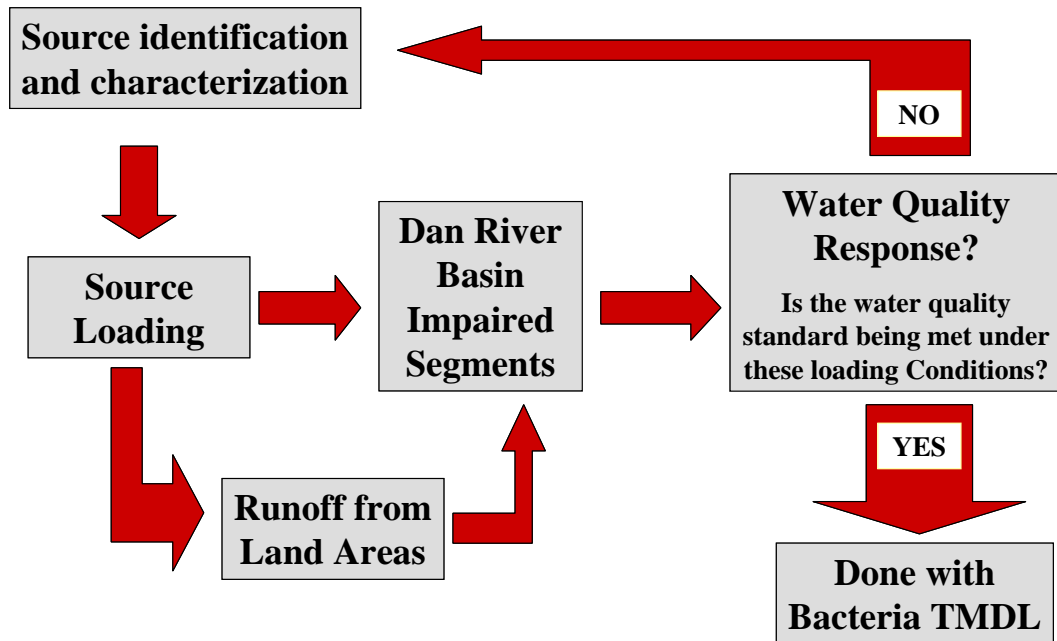 Source identification
and characterization
NO
Water Quality
Response?
Is the water quality
standard being met under
these loading Conditions?
Dan River
Basin
Impaired
Segments
Source
Loading
YES
Runoff from
Land Areas
Done with
Bacteria TMDL